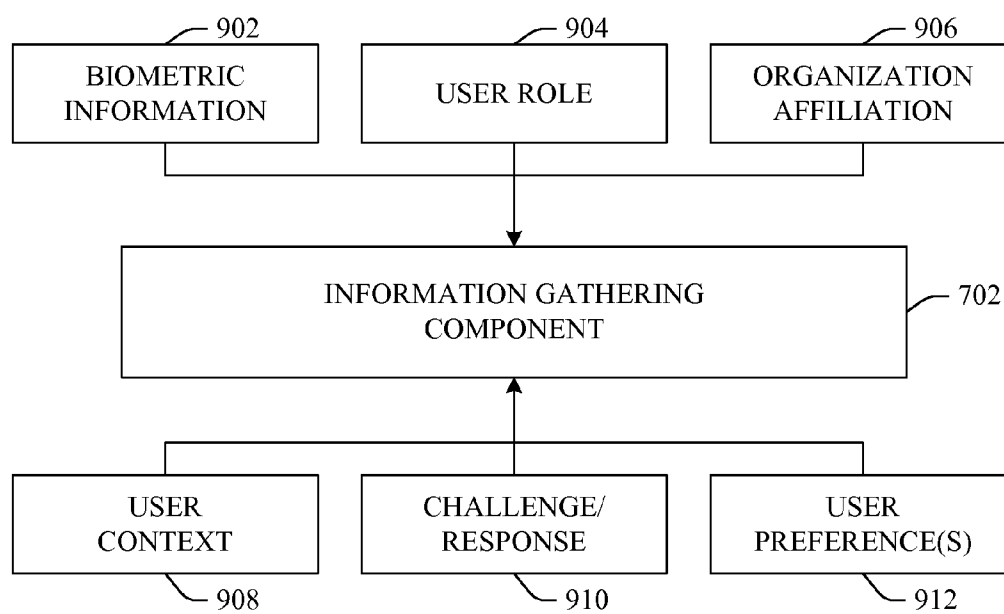 902
904
906
BIOMETRIC
INFORMATION
USER ROLE
ORGANIZATION
AFFILIATION
INFORMATION GATHERING
COMPONENT
702
USER
CONTEXT
CHALLENGE/
RESPONSE
USER
PREFERENCE(S)
908
910
912